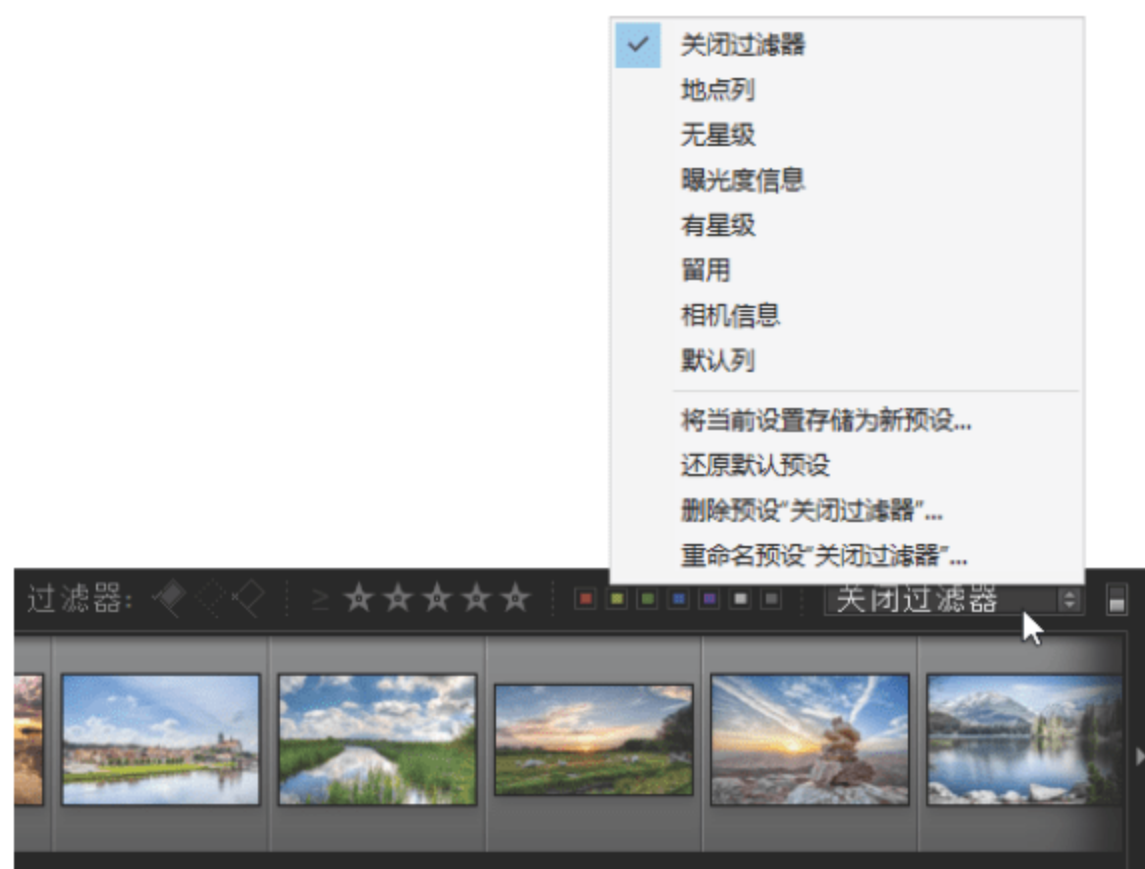 关闭过滤器
地点列
无星级
曝光度信息
有星级
留用
相机信息
默认列
将当前设置存储为新预设...
还原默认预设
删除预设"关闭过滤器"...
重命名预设"关闭过滤器"...
过滤器: ≥ 关闭过滤器